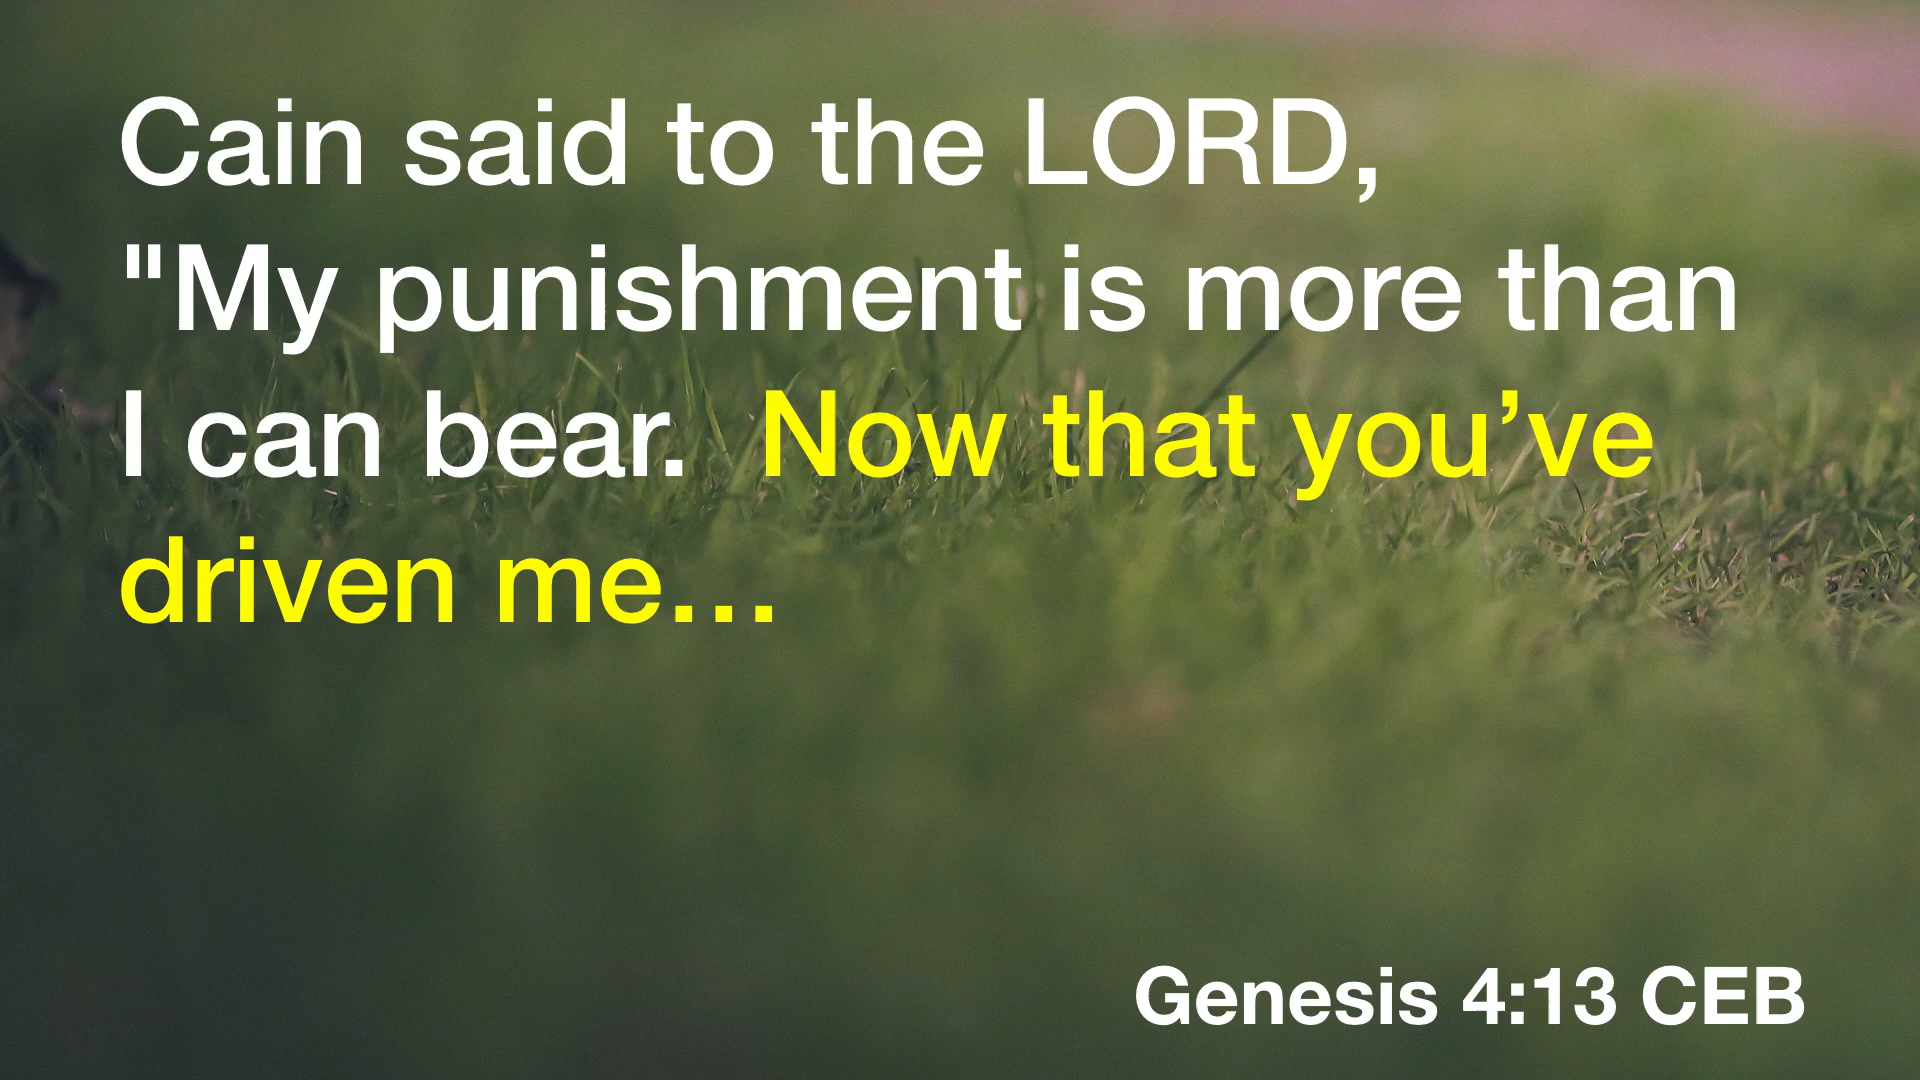 Cain said to the LORD,
"My punishment is more than
I can bear.  Now that you’ve
driven me…
Genesis 4:13 CEB